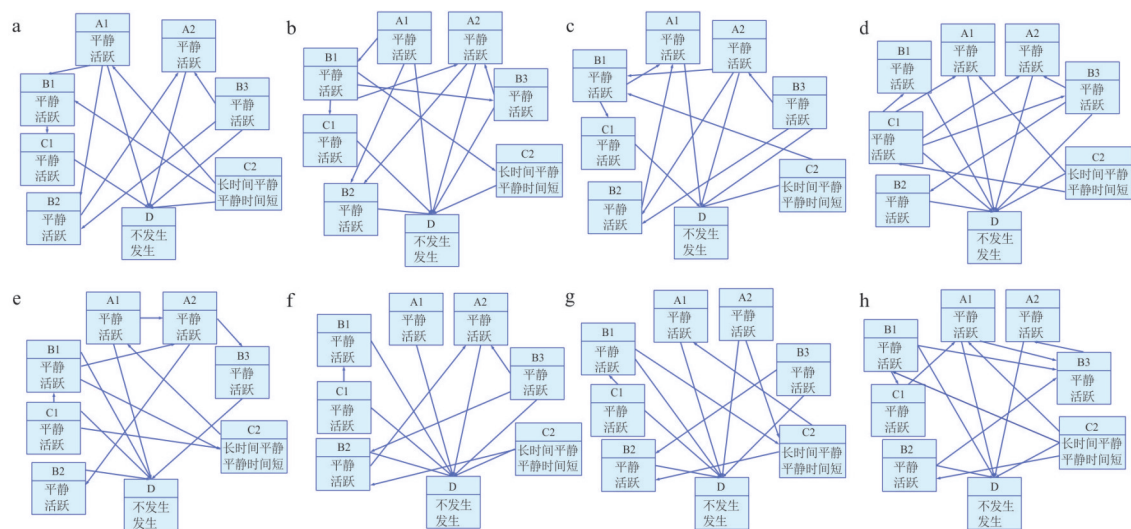 a
A1
平静
活跃
A2
平静
活跃
B1
平静
活跃
B3
平静
活跃
C1
平静
活跃
C2
长时间平静
平静时间短
B2
平静
活跃
D
不发生
发生
b
A1
平静
活跃
A2
平静
活跃
B1
平静
活跃
B3
平静
活跃
C1
平静
活跃
C2
长时间平静
平静时间短
B2
平静
活跃
D
不发生
发生
c
A1
平静
活跃
A2
平静
活跃
B1
平静
活跃
B3
平静
活跃
C1
平静
活跃
C2
长时间平静
平静时间短
B2
平静
活跃
D
不发生
发生
d
A1
平静
活跃
A2
平静
活跃
B1
平静
活跃
B3
平静
活跃
C1
平静
活跃
C2
长时间平静
平静时间短
B2
平静
活跃
D
不发生
发生
e
A1
平静
活跃
A2
平静
活跃
B1
平静
活跃
B3
平静
活跃
C1
平静
活跃
C2
长时间平静
平静时间短
B2
平静
活跃
D
不发生
发生
f
A1
平静
活跃
A2
平静
活跃
B1
平静
活跃
B3
平静
活跃
C1
平静
活跃
C2
长时间平静
平静时间短
B2
平静
活跃
D
不发生
发生
g
A1
平静
活跃
A2
平静
活跃
B1
平静
活跃
B3
平静
活跃
C1
平静
活跃
C2
长时间平静
平静时间短
B2
平静
活跃
D
不发生
发生
h
A1
平静
活跃
A2
平静
活跃
B1
平静
活跃
B3
平静
活跃
C1
平静
活跃
C2
长时间平静
平静时间短
B2
平静
活跃
D
不发生
发生